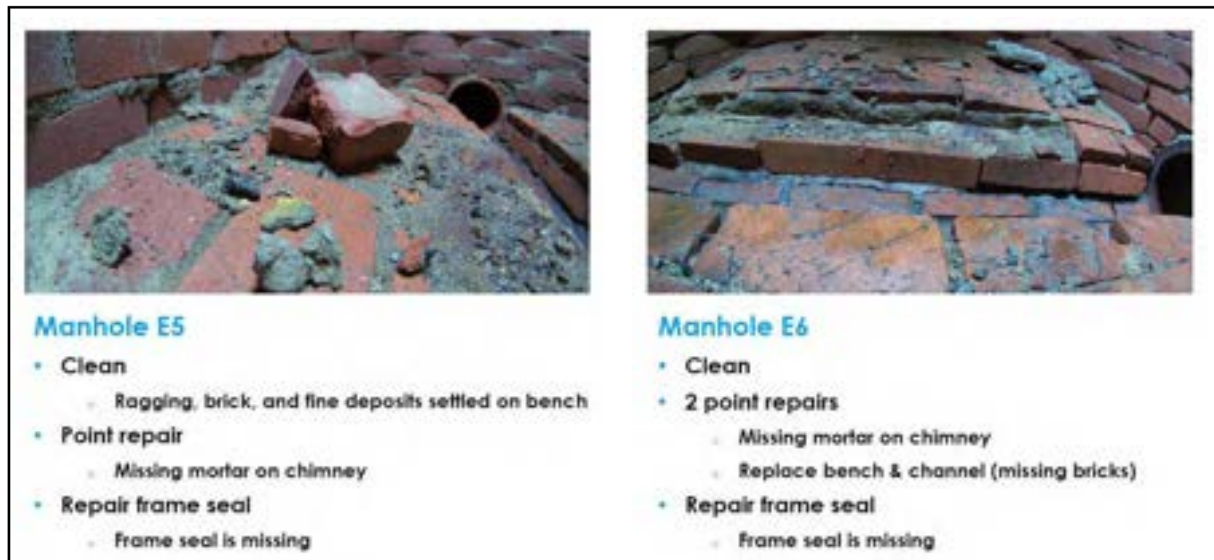 Manhole E5
• Clean
○ Ragging, brick, and fine deposits settled on bench
• Point repair
○ Missing mortar on chimney
• Repair frame seal
○ Frame seal is missing
Manhole E6
• Clean
• 2 point repairs
○ Missing mortar on chimney
○ Replace bench & channel (missing bricks)
• Repair frame seal
○ Frame seal is missing